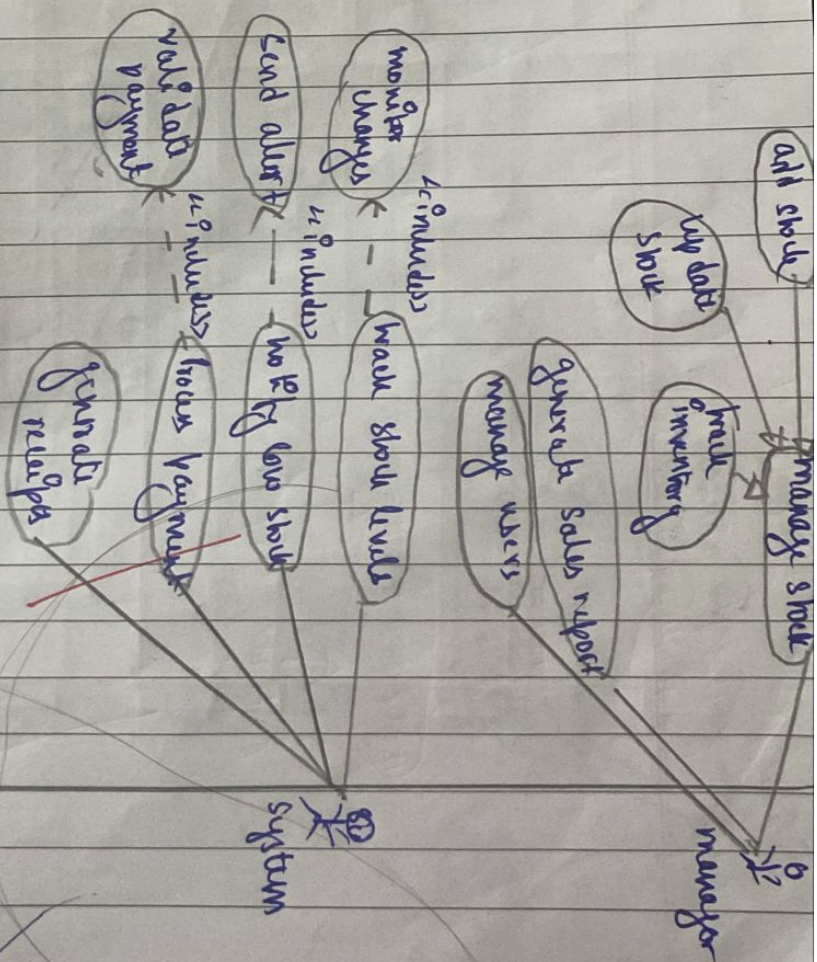 add stock
manage stock
update
stock
track
inventory
generate sales report
manage users
manager
monitor
changes
<<includes>>
track stock levels
send alert
<<includes>>
notify low stock
validate
payment
<<includes>>
process payment
generate
receipts
system